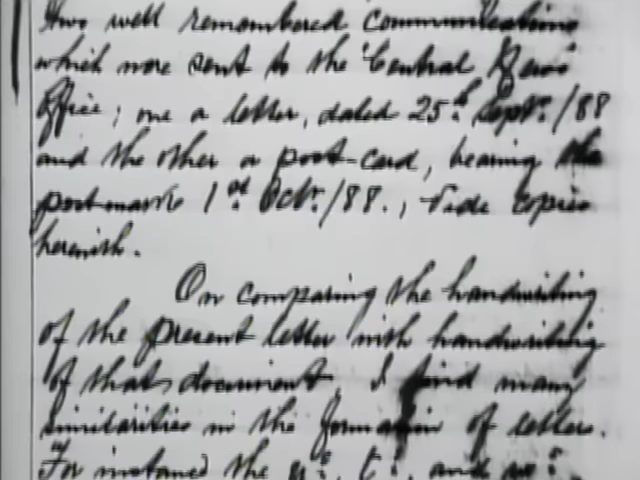 two well remembered communications
which were sent to the 'Central News'
Office; one a letter, dated 25th Sept. /88
and the other a post-card, bearing the
postmark 1st Octr. /88., vide copies
herewith.
On comparing the handwriting
of the present letter with handwriting
of that document, I find many
similarities in the formation of letters.
For instance the y's, t's, and w's.